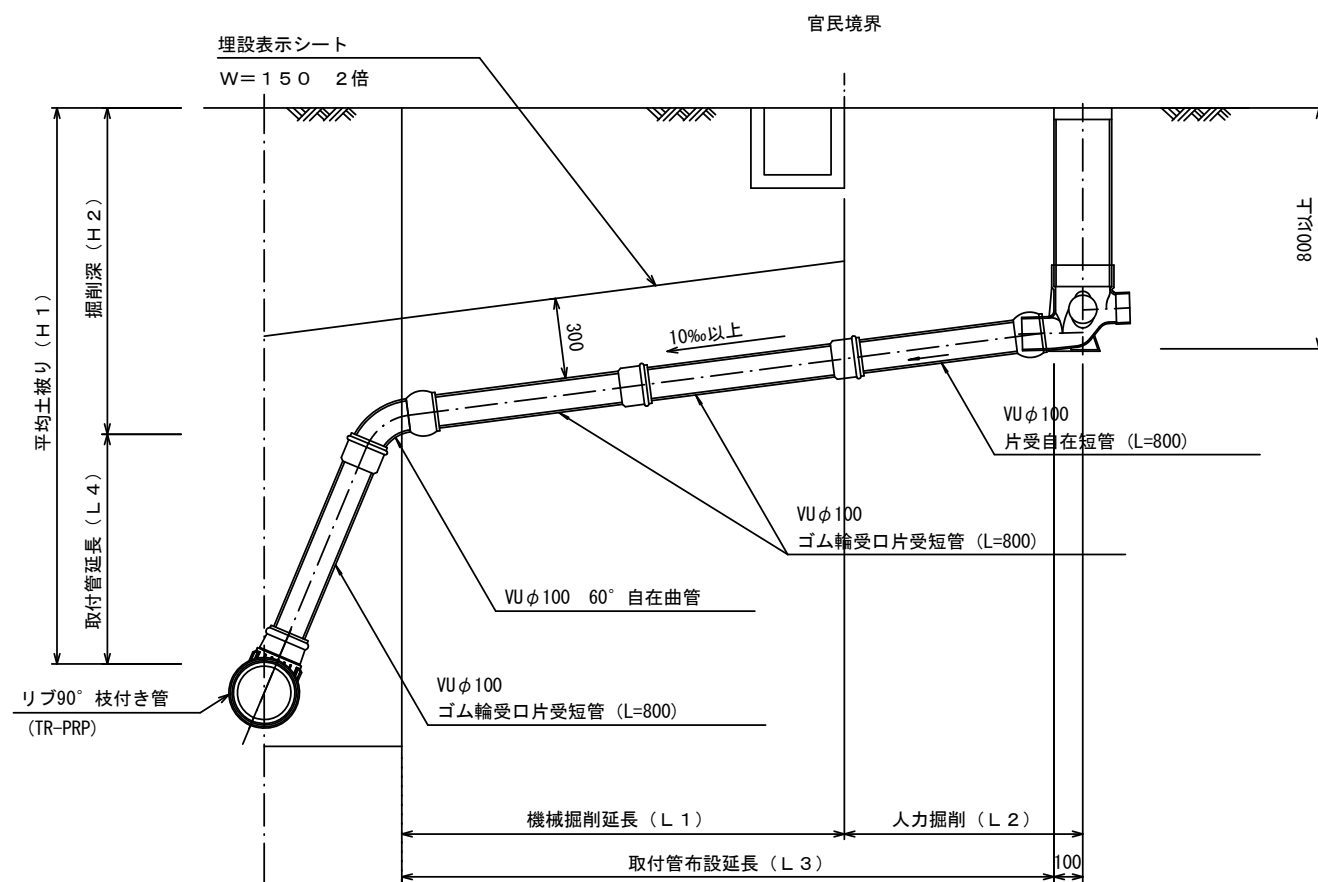 官民境界
埋設表示シート
W=150 2倍
平均土被り(H1)
掘削深(H2)
取付管延長(L4)
800以上
300
10‰以上
VUφ100
片受自在短管 (L=800)
VUφ100
ゴム輪受口片受短管 (L=800)
VUφ100 60°自在曲管
VUφ100
ゴム輪受口片受短管 (L=800)
リブ90°枝付き管
(TR-PRP)
機械掘削延長(L1)
人力掘削(L2)
取付管布設延長(L3)
100